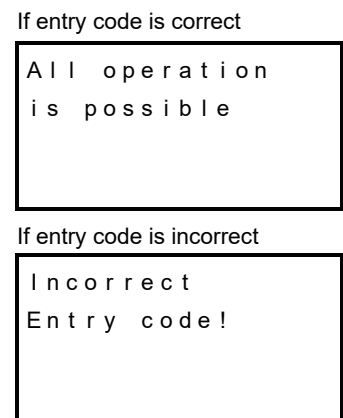 If entry code is correct
All operation
is possible
If entry code is incorrect
Incorrect
Entry code!